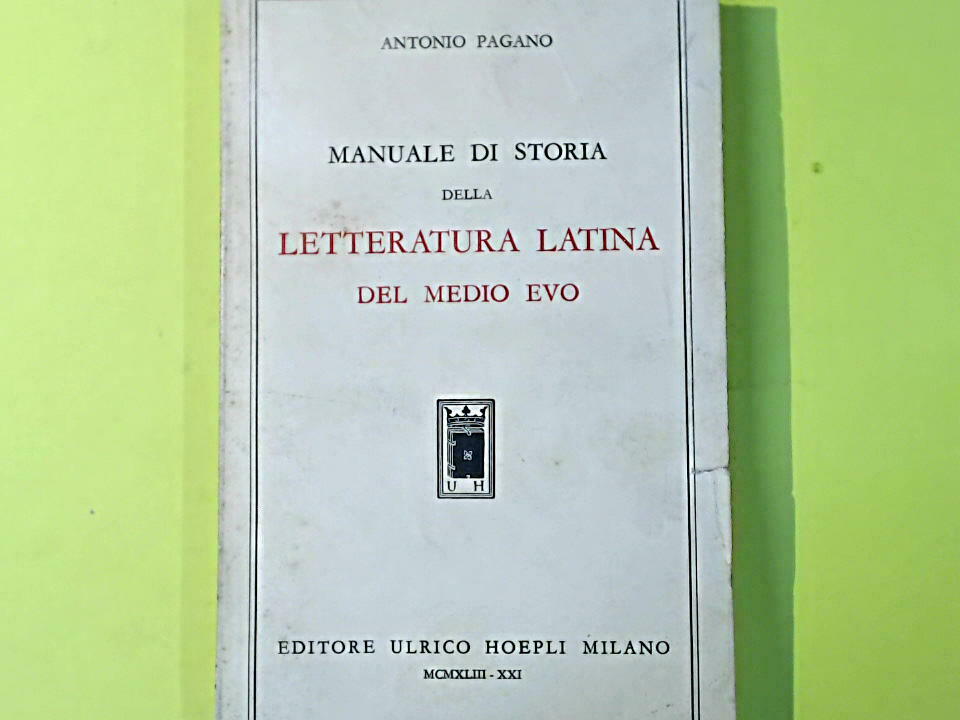 ANTONIO PAGANO
MANUALE DI STORIA
DELLA
LETTERATURA LATINA
DEL MEDIO EVO
U H
EDITORE ULRICO HOEPLI MILANO
MCMXLIII - XXI